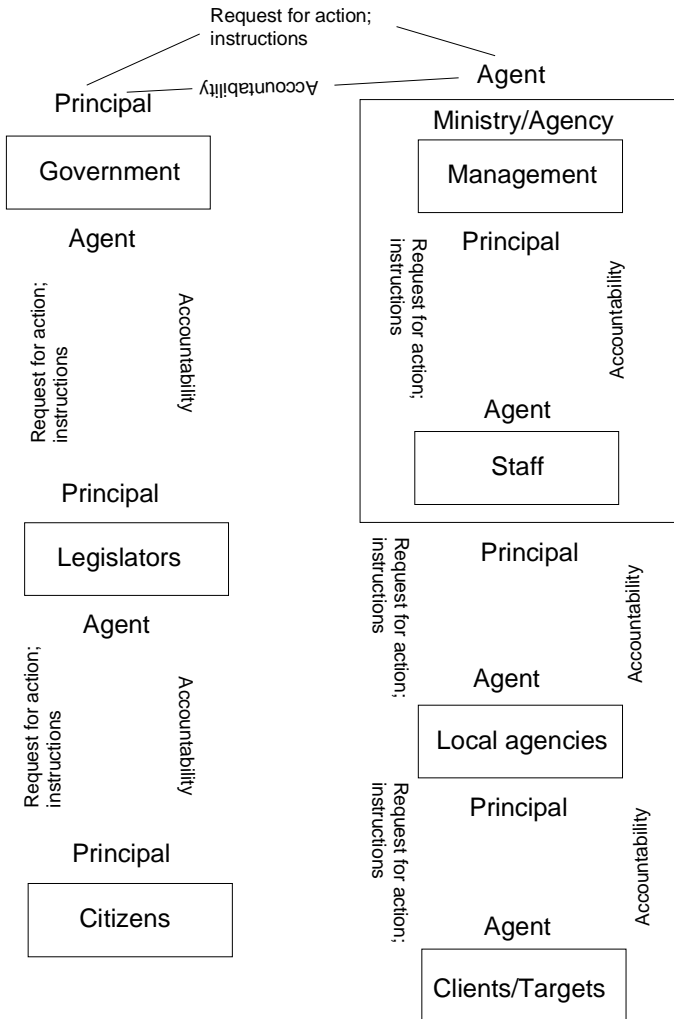 Request for action;
instructions
Accountability
Principal
Government
Agent
Request for action;
instructions
Accountability
Principal
Legislators
Agent
Request for action;
instructions
Accountability
Principal
Citizens
Agent
Ministry/Agency
Management
Principal
Request for action;
instructions
Accountability
Agent
Staff
Principal
Request for action;
instructions
Accountability
Agent
Local agencies
Principal
Request for action;
instructions
Accountability
Agent
Clients/Targets